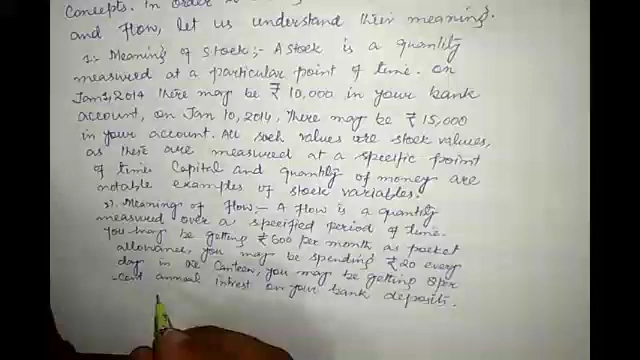 concepts. In order
and flow, let us understand their meaning.
1:- Meaning of Stock:- A stock is a quantity
measured at a particular point of time. On
Jan 1, 2014 there may be ₹ 10,000 in your bank
account, on Jan 10, 2014, There may be ₹ 15,000
in your account. All such values are stock values,
as these are measured at a specific point
of time. Capital and quantity of money are
notable examples of stock variables.
2). Meanings of flow:- A flow is a quantity
measured over a specified period of time.
You may be getting ₹ 600 per month as pocket
allowance, you may be spending ₹ 20 every
day in the Canteen, you may be getting per
-cent annual intrest on your bank deposits.